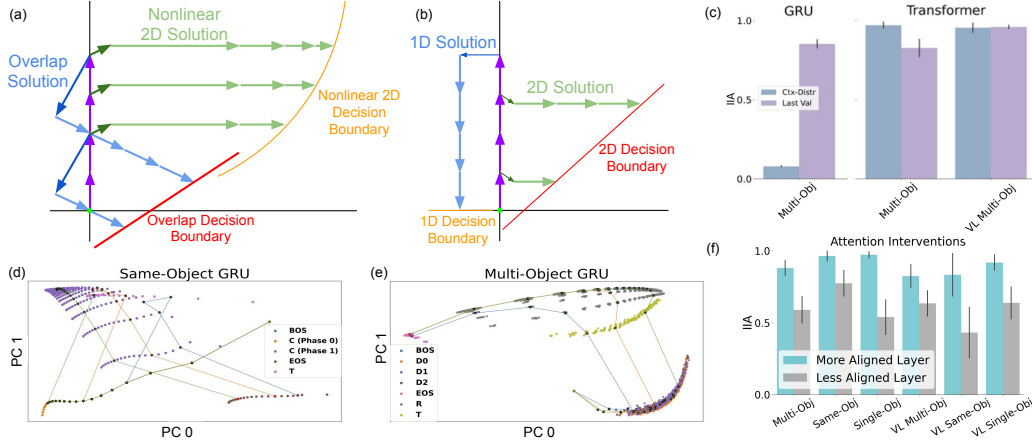 (a)
Nonlinear
2D Solution
Overlap
Solution
Nonlinear 2D
Decision
Boundary
Overlap Decision
Boundary
(b)
1D Solution
2D Solution
2D Decision
Boundary
1D Decision
Boundary
(c)
GRU
Transformer
IIA
1.0
0.5
0.0
Ctx-Distr
Last Val
Multi-Obj
Multi-Obj
VL Multi-Obj
(d)
Same-Object GRU
PC 1
BOS
C (Phase 0)
C (Phase 1)
EOS
T
PC 0
(e)
Multi-Object GRU
PC 1
BOS
D0
D1
D2
EOS
R
T
PC 0
(f)
Attention Interventions
IIA
1.0
0.5
0.0
More Aligned Layer
Less Aligned Layer
Multi-Obj
Same-Obj
Single-Obj
VL Multi-Obj
VL Same-Obj
VL Single-Obj